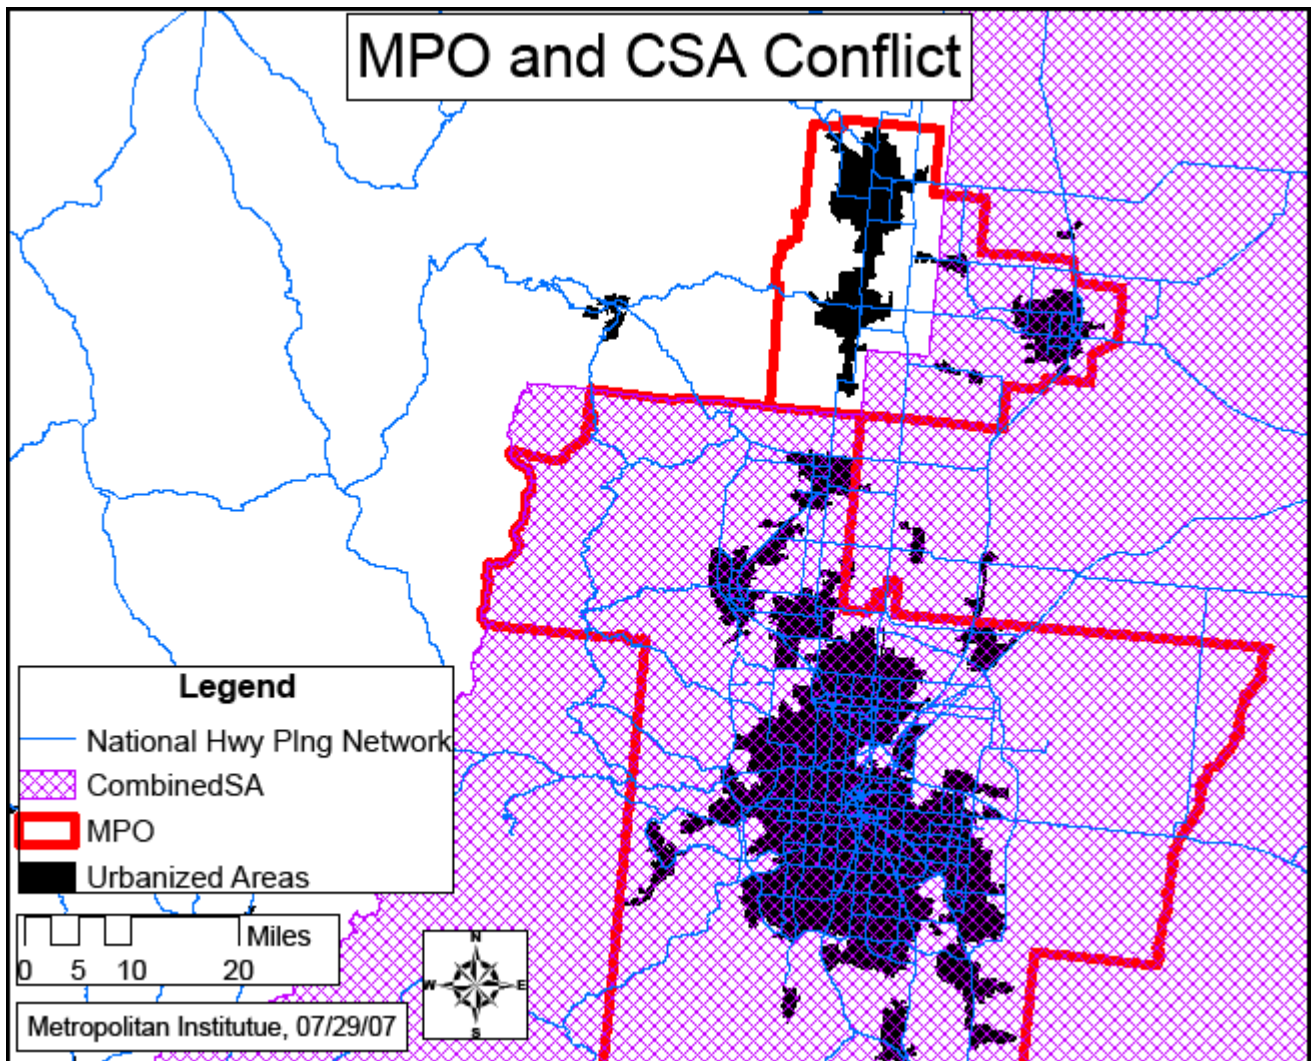 MPO and CSA Conflict
Legend
National Hwy Plng Network
CombinedSA
MPO
Urbanized Areas
Miles
0 5 10 20
N
W E
S
Metropolitan Institutue, 07/29/07